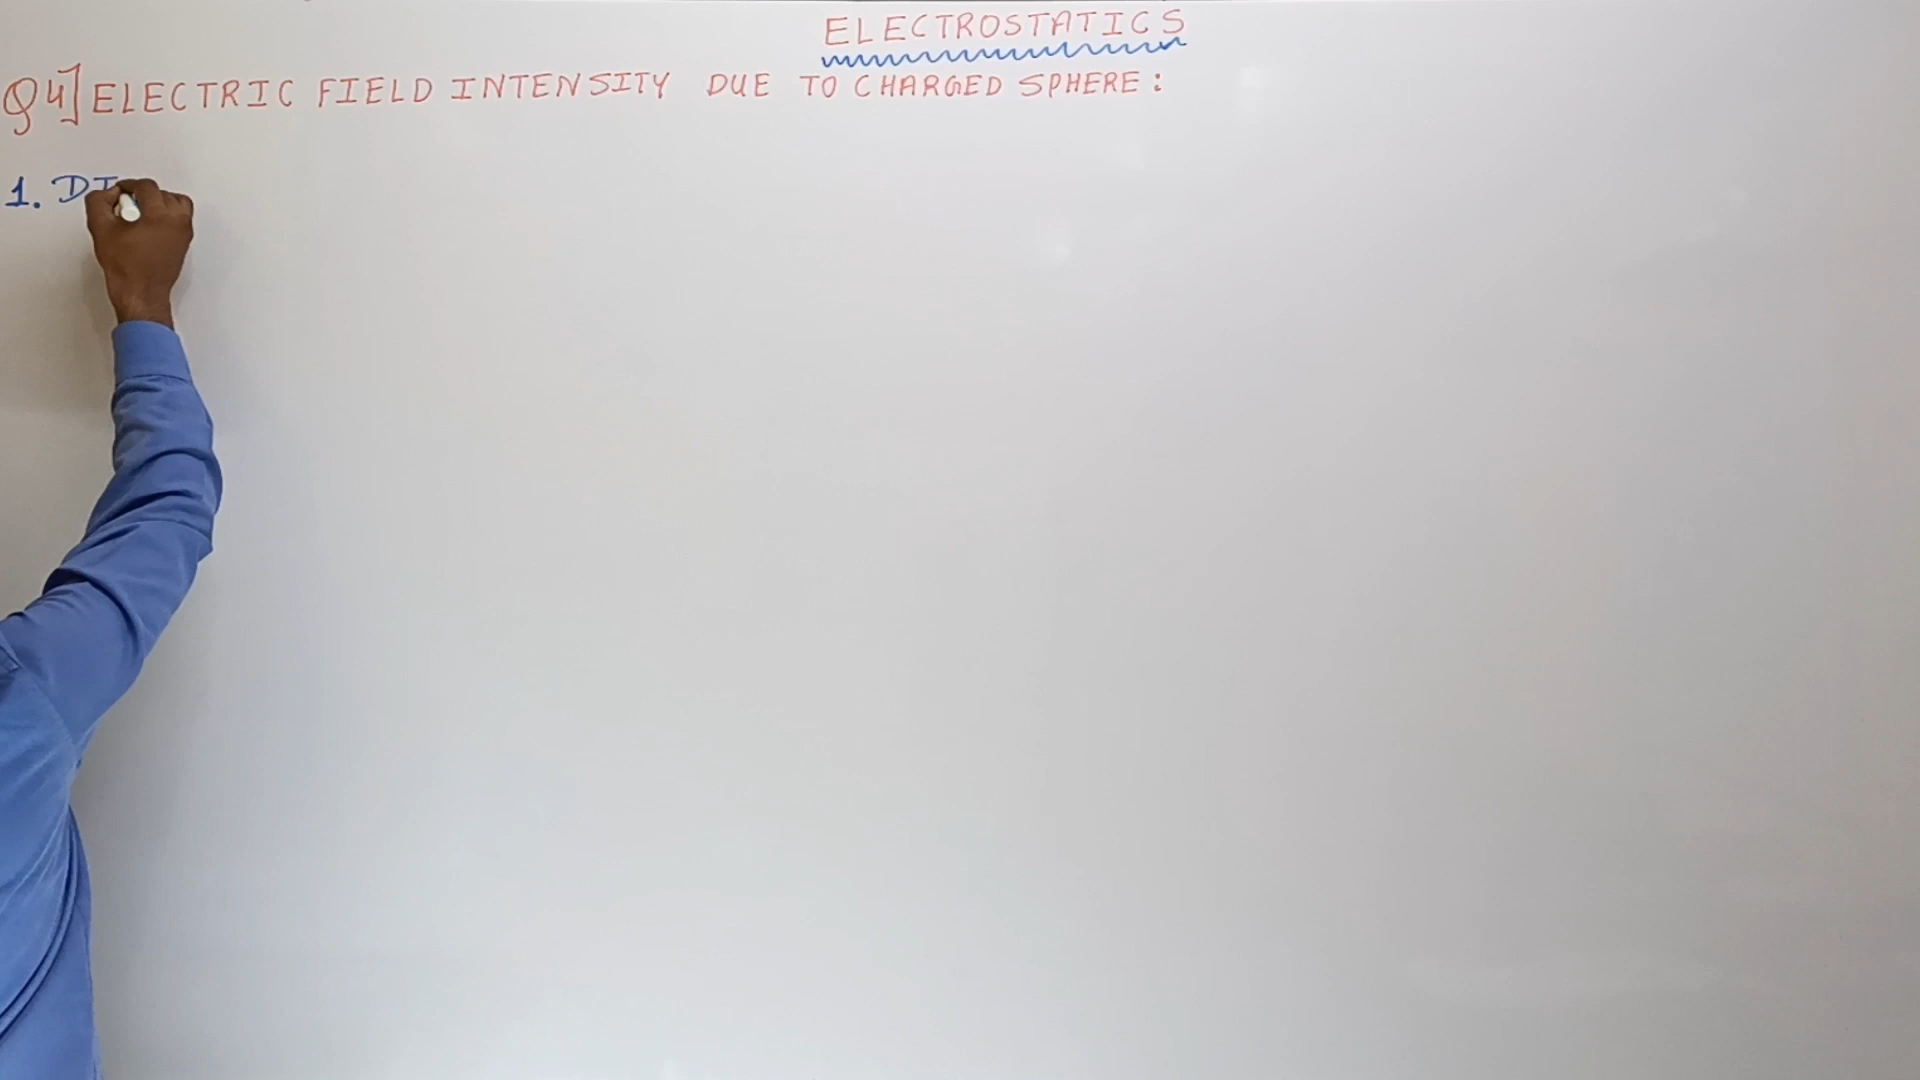 ELECTROSTATICS
Q4] ELECTRIC FIELD INTENSITY DUE TO CHARGED SPHERE:
1.